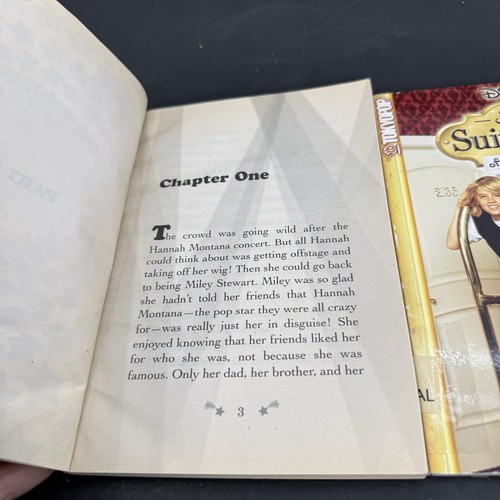 Chapter One
The crowd was going wild after the
Hannah Montana concert. But all Hannah
could think about was getting offstage and
taking off her wig! Then she could go back
to being Miley Stewart. Miley was so glad
she hadn't told her friends that Hannah
Montana—the pop star they were all crazy
for—was really just her in disguise! She
enjoyed knowing that her friends liked her
for who she was, not because she was
famous. Only her dad, her brother, and her
3
TOKYOPOP